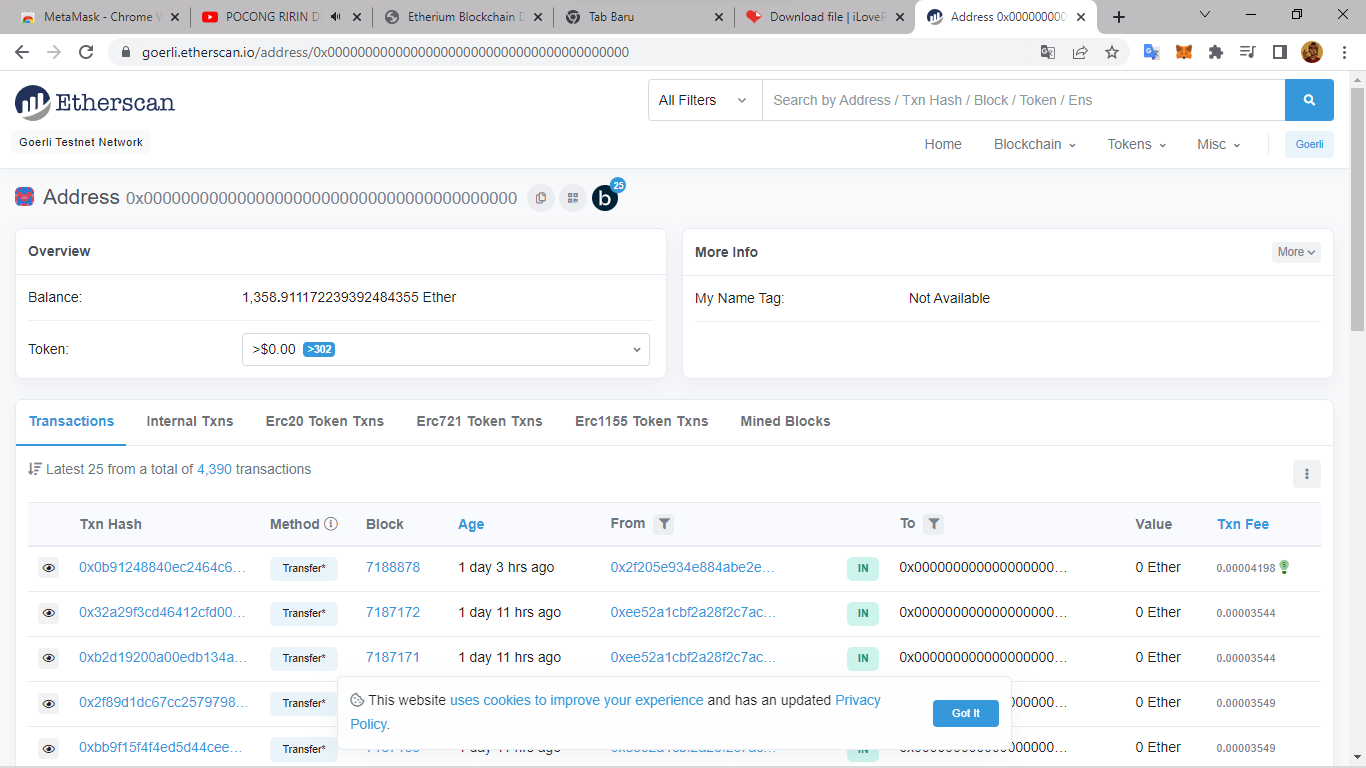 MetaMask - Chrome W
POCONG RIRIN D
Etherium Blockchain D
Tab Baru
Download file | iLoveP
Address 0x000000000
goerli.etherscan.io/address/0x0000000000000000000000000000000000000000
Etherscan
All Filters
Search by Address / Txn Hash / Block / Token / Ens
Goerli Testnet Network
Home Blockchain Tokens Misc Goerli
Address 0x0000000000000000000000000000000000000000 b 25
Overview
Balance: 1,358.911172239392484355 Ether
Token: >$0.00 >302
More Info More
My Name Tag: Not Available
Transactions Internal Txns Erc20 Token Txns Erc721 Token Txns Erc1155 Token Txns Mined Blocks
Latest 25 from a total of 4,390 transactions
Txn Hash Method Block Age From To Value Txn Fee
0x0b91248840ec2464c6... Transfer* 7188878 1 day 3 hrs ago 0x2f205e934e884abe2e... IN 0x000000000000000000... 0 Ether 0.00004198
0x32a29f3cd46412cfd00... Transfer* 7187172 1 day 11 hrs ago 0xee52a1cbf2a28f2c7ac... IN 0x000000000000000000... 0 Ether 0.00003544
0xb2d19200a00edb134a... Transfer* 7187171 1 day 11 hrs ago 0xee52a1cbf2a28f2c7ac... IN 0x000000000000000000... 0 Ether 0.00003544
0x2f89d1dc67cc2579798... Transfer* 0 Ether 0.00003549
0xbb9f15f4f4ed5d44cee... Transfer* 0 Ether 0.00003549
This website uses cookies to improve your experience and has an updated Privacy
Policy.
Got It